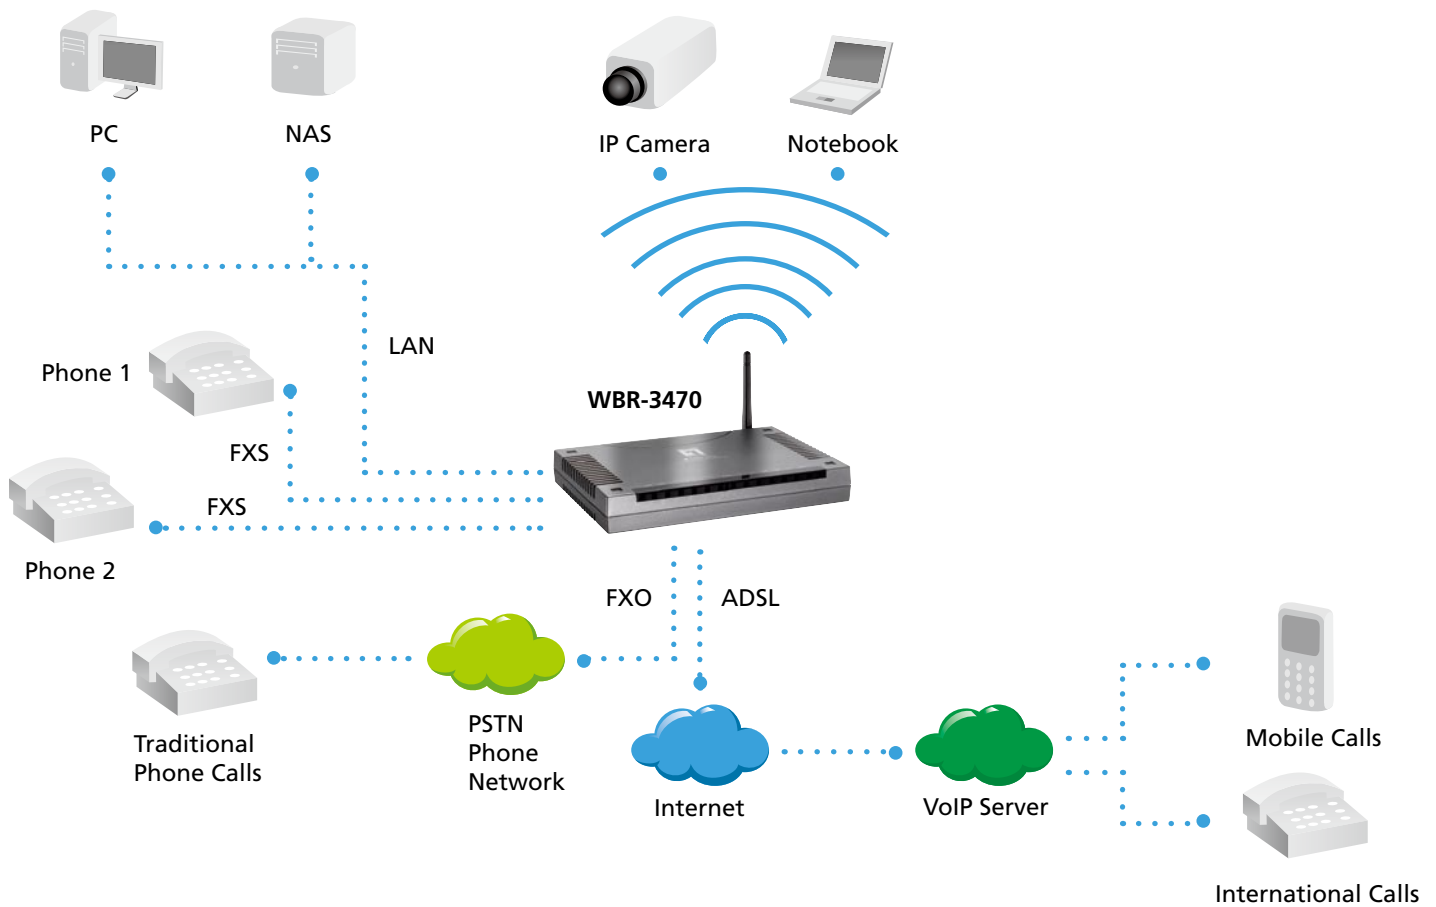 PC
NAS
IP Camera
Notebook
LAN
Phone 1
WBR-3470
FXS
FXS
Phone 2
FXO
ADSL
PSTN
Phone
Network
Traditional
Phone Calls
Internet
VoIP Server
Mobile Calls
International Calls